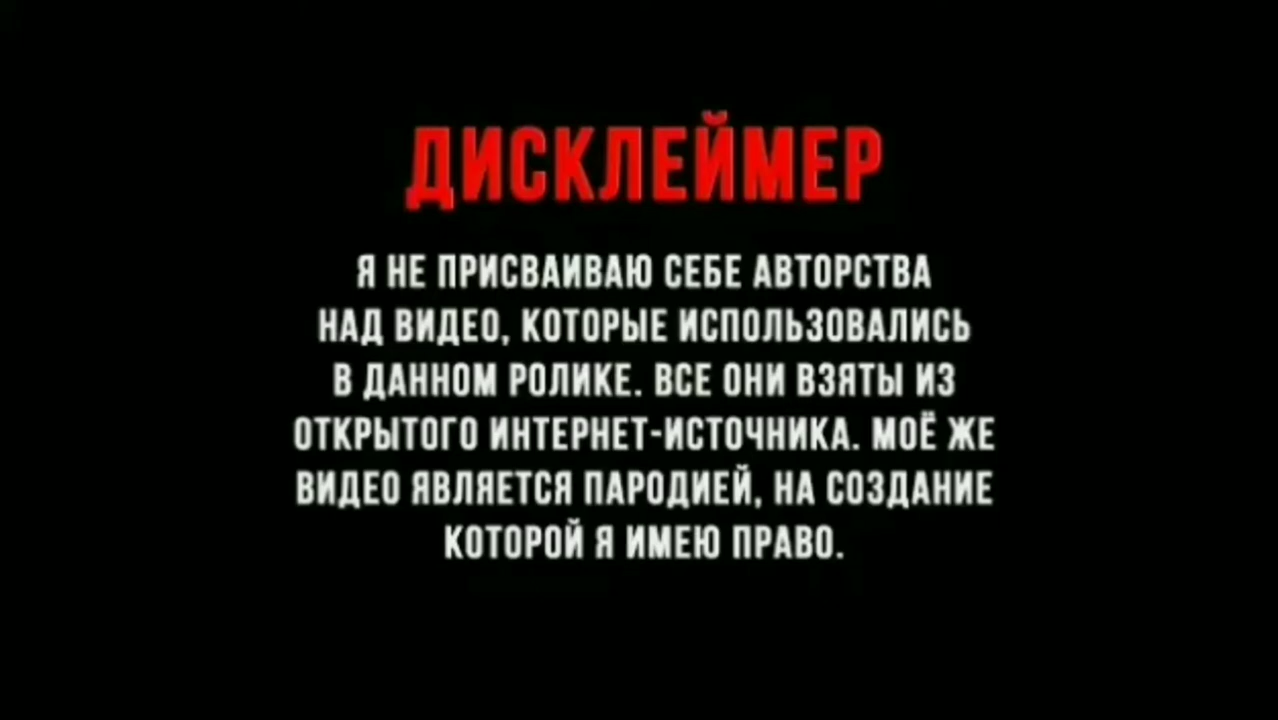 ДИСКЛЕЙМЕР
Я НЕ ПРИСВАИВАЮ СЕБЕ АВТОРСТВА
НАД ВИДЕО, КОТОРЫЕ ИСПОЛЬЗОВАЛИСЬ
В ДАННОМ РОЛИКЕ. ВСЕ ОНИ ВЗЯТЫ ИЗ
ОТКРЫТОГО ИНТЕРНЕТ-ИСТОЧНИКА. МОЁ ЖЕ
ВИДЕО ЯВЛЯЕТСЯ ПАРОДИЕЙ, НА СОЗДАНИЕ
КОТОРОЙ Я ИМЕЮ ПРАВО.